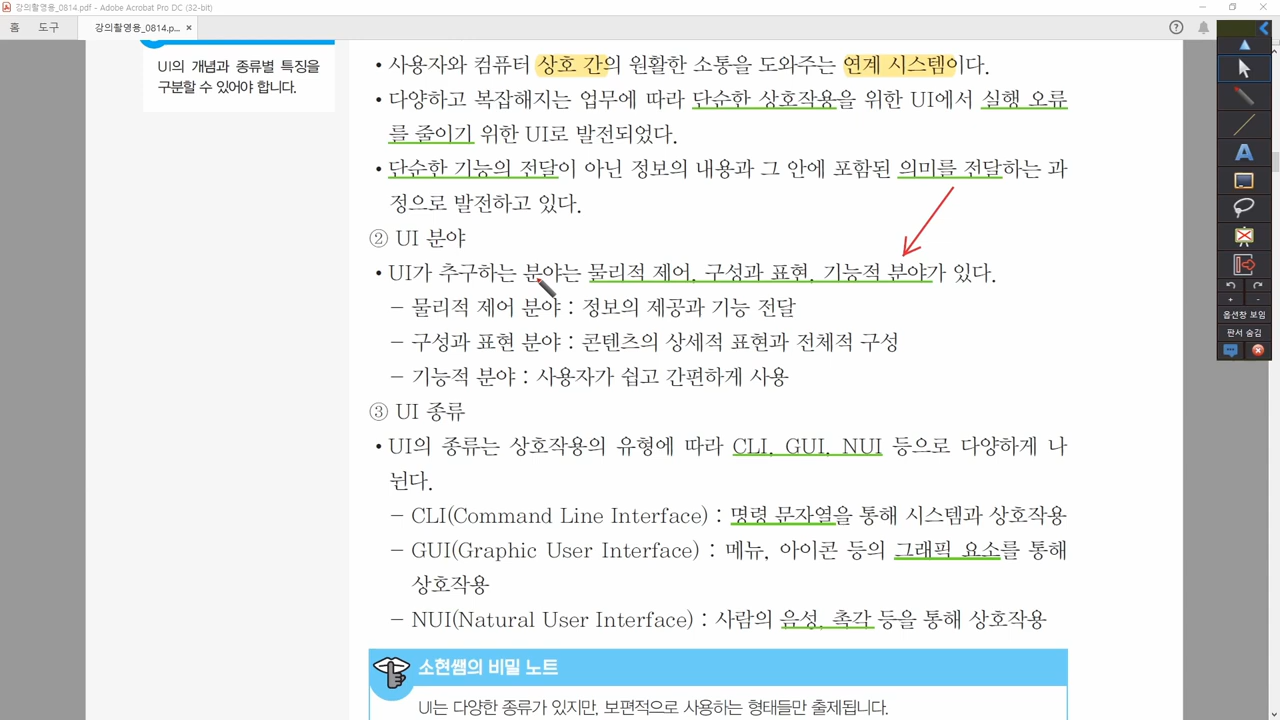 강의촬영용_0814.pdf - Adobe Acrobat Pro DC (32-bit)
홈 도구 강의촬영용_0814.p... ×
UI의 개념과 종류별 특징을
구분할 수 있어야 합니다.
• 사용자와 컴퓨터 상호 간의 원활한 소통을 도와주는 연계 시스템이다.
• 다양하고 복잡해지는 업무에 따라 단순한 상호작용을 위한 UI에서 실행 오류
를 줄이기 위한 UI로 발전되었다.
• 단순한 기능의 전달이 아닌 정보의 내용과 그 안에 포함된 의미를 전달하는 과
정으로 발전하고 있다.
② UI 분야
• UI가 추구하는 분야는 물리적 제어, 구성과 표현, 기능적 분야가 있다.
– 물리적 제어 분야 : 정보의 제공과 기능 전달
– 구성과 표현 분야 : 콘텐츠의 상세적 표현과 전체적 구성
– 기능적 분야 : 사용자가 쉽고 간편하게 사용
③ UI 종류
• UI의 종류는 상호작용의 유형에 따라 CLI, GUI, NUI 등으로 다양하게 나
뉜다.
– CLI(Command Line Interface) : 명령 문자열을 통해 시스템과 상호작용
– GUI(Graphic User Interface) : 메뉴, 아이콘 등의 그래픽 요소를 통해
상호작용
– NUI(Natural User Interface) : 사람의 음성, 촉각 등을 통해 상호작용
소현쌤의 비밀 노트
UI는 다양한 종류가 있지만, 보편적으로 사용하는 형태들만 출제됩니다.
A
+ -
옵션창 보임
판서 숨김